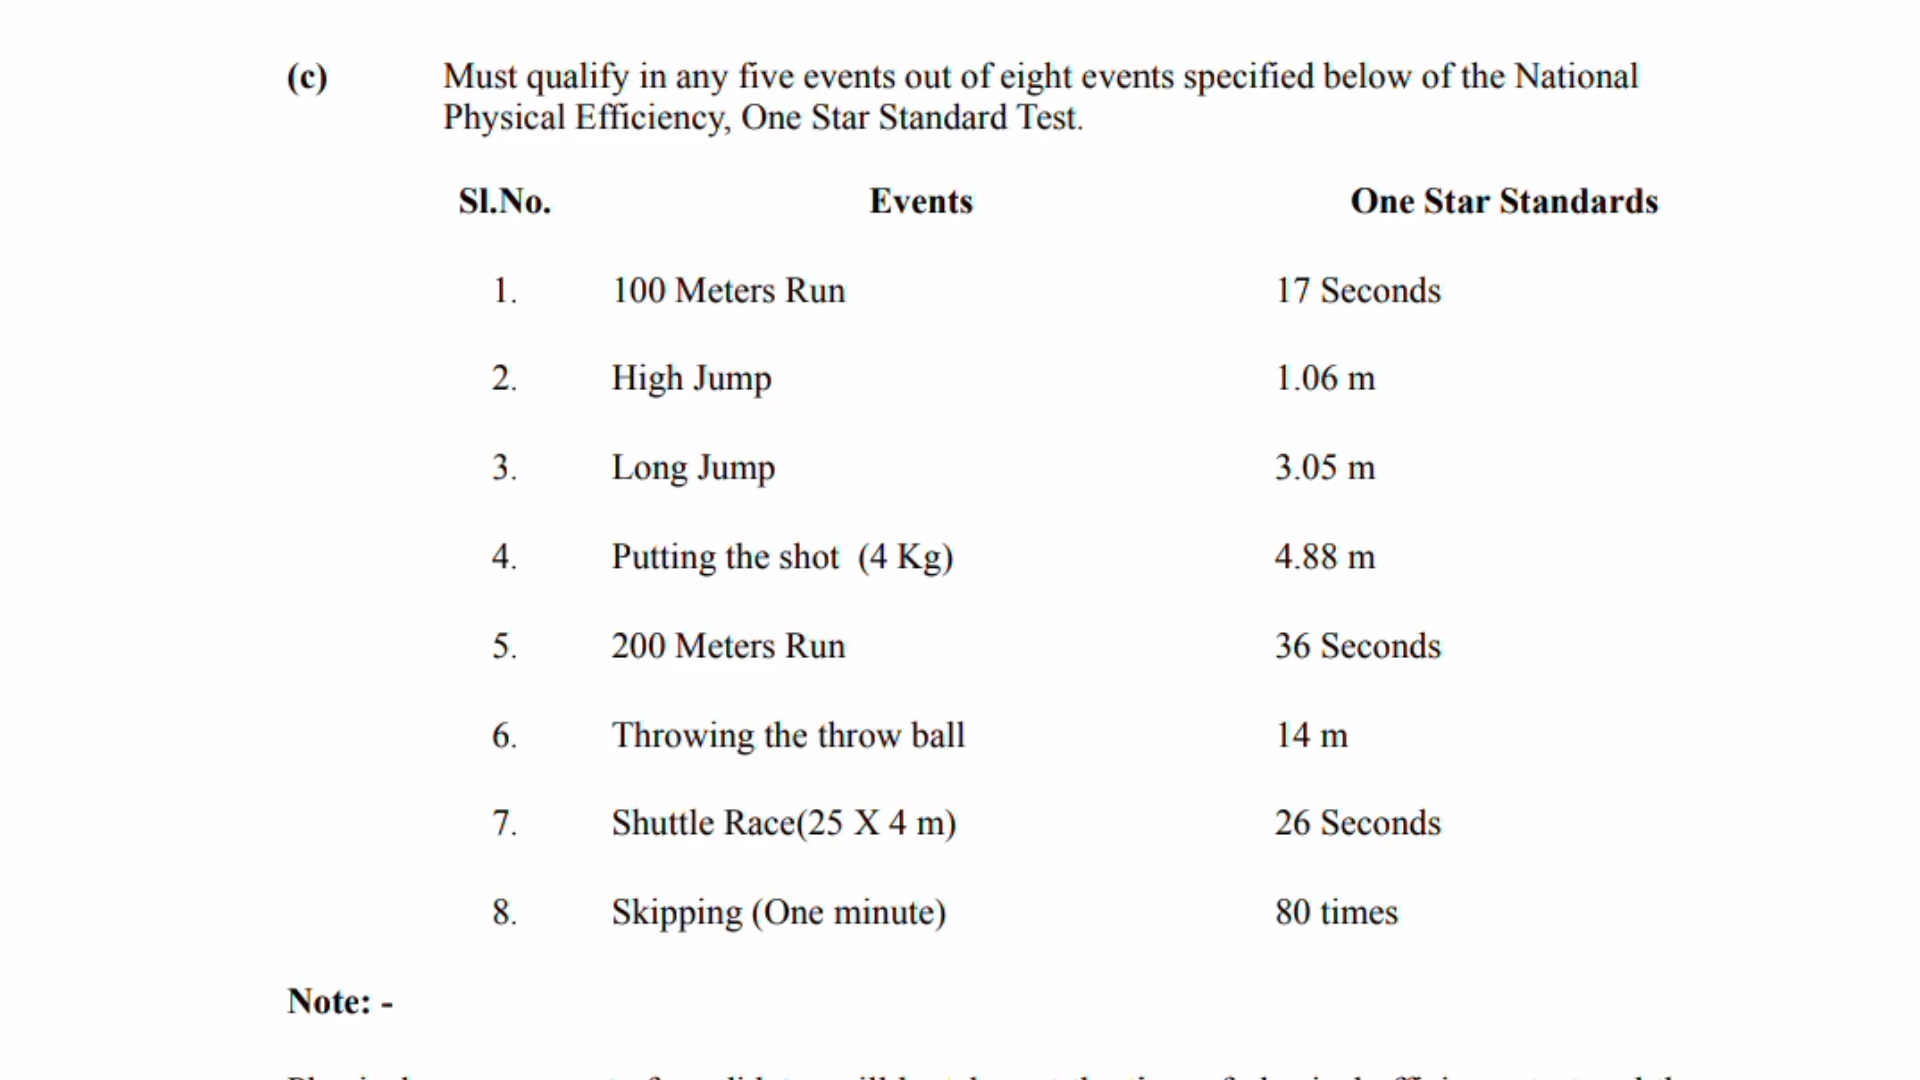 (c) Must qualify in any five events out of eight events specified below of the National
Physical Efficiency, One Star Standard Test.
Sl.No. Events One Star Standards
1. 100 Meters Run 17 Seconds
2. High Jump 1.06 m
3. Long Jump 3.05 m
4. Putting the shot (4 Kg) 4.88 m
5. 200 Meters Run 36 Seconds
6. Throwing the throw ball 14 m
7. Shuttle Race(25 X 4 m) 26 Seconds
8. Skipping (One minute) 80 times
Note: -